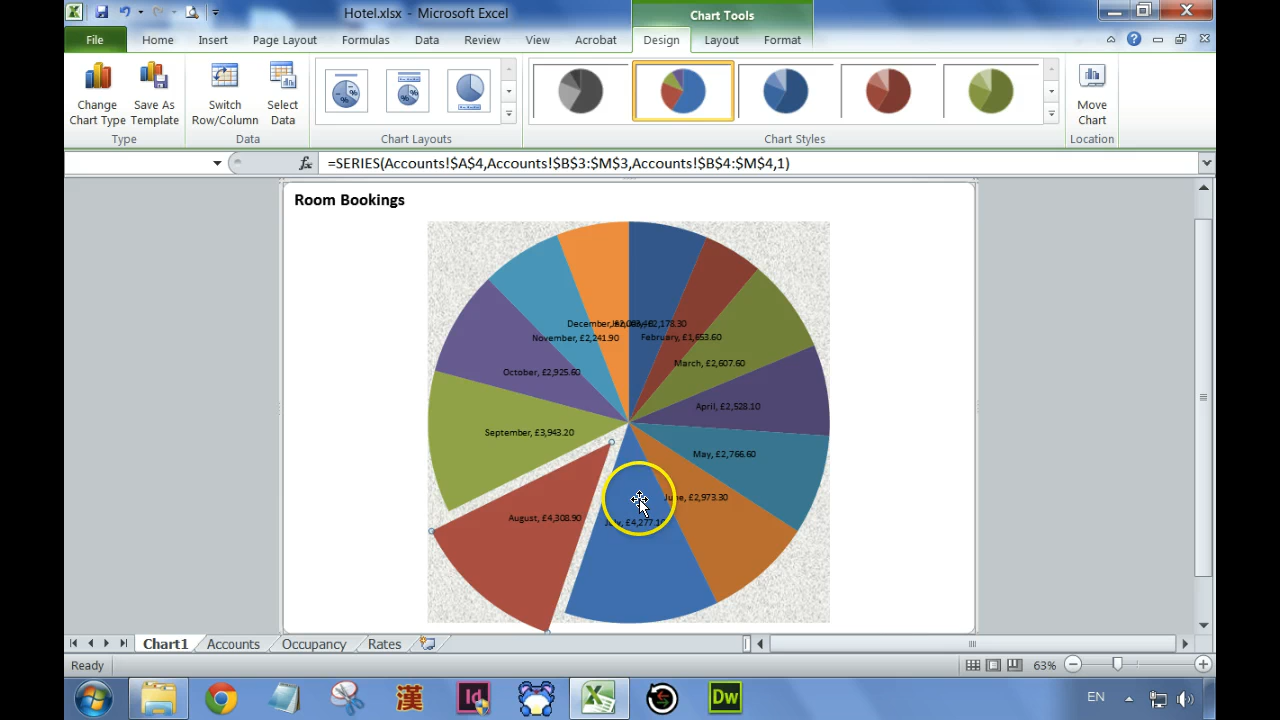 Hotel.xlsx - Microsoft Excel
Chart Tools
File Home Insert Page Layout Formulas Data Review View Acrobat Design Layout Format
Change Chart Type
Save As Template
Switch Row/Column
Select Data
Move Chart
Type
Data
Chart Layouts
Chart Styles
Location
fx =SERIES(Accounts!$A$4,Accounts!$B$3:$M$3,Accounts!$B$4:$M$4,1)
Room Bookings
November, £2,241.90
February, £1,653.60
March, £2,607.60
October, £2,925.60
April, £2,528.10
September, £3,943.20
May, £2,766.60
June, £2,973.30
August, £4,308.90
Chart1 Accounts Occupancy Rates
Ready
63%
漢 Id Dw EN